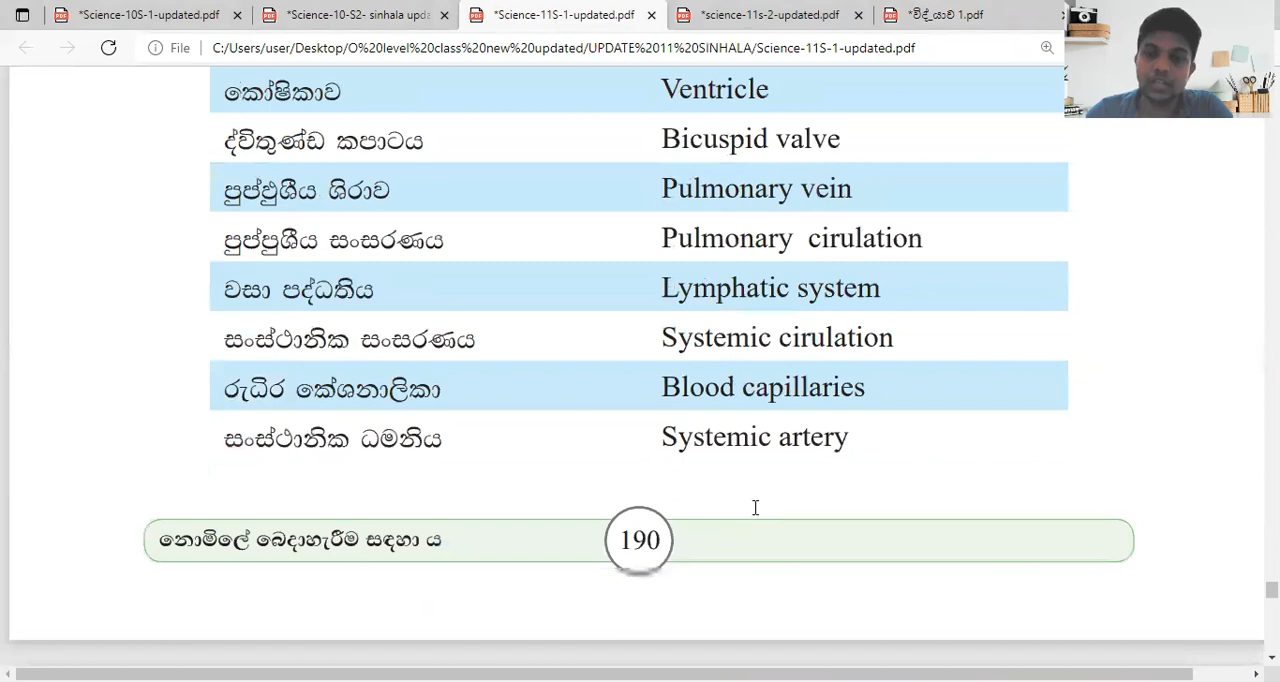 *Science-10S-1-updated.pdf
*Science-10-S2- sinhala upda
*Science-11S-1-updated.pdf
*science-11s-2-updated.pdf
*විද්‍යාව 1.pdf
File C:/Users/user/Desktop/O%20level%20class%20new%20updated/UPDATE%2011%20SINHALA/Science-11S-1-updated.pdf
කෝෂිකාව Ventricle
ද්විතුණ්ඩ කපාටය Bicuspid valve
පුප්ඵුශීය ශිරාව Pulmonary vein
පුප්පුශීය සංසරණය Pulmonary cirulation
වසා පද්ධතිය Lymphatic system
සංස්ථානික සංසරණය Systemic cirulation
රුධිර කේශනාලිකා Blood capillaries
සංස්ථානික ධමනිය Systemic artery
නොමිලේ බෙදාහැරීම සඳහා ය 190